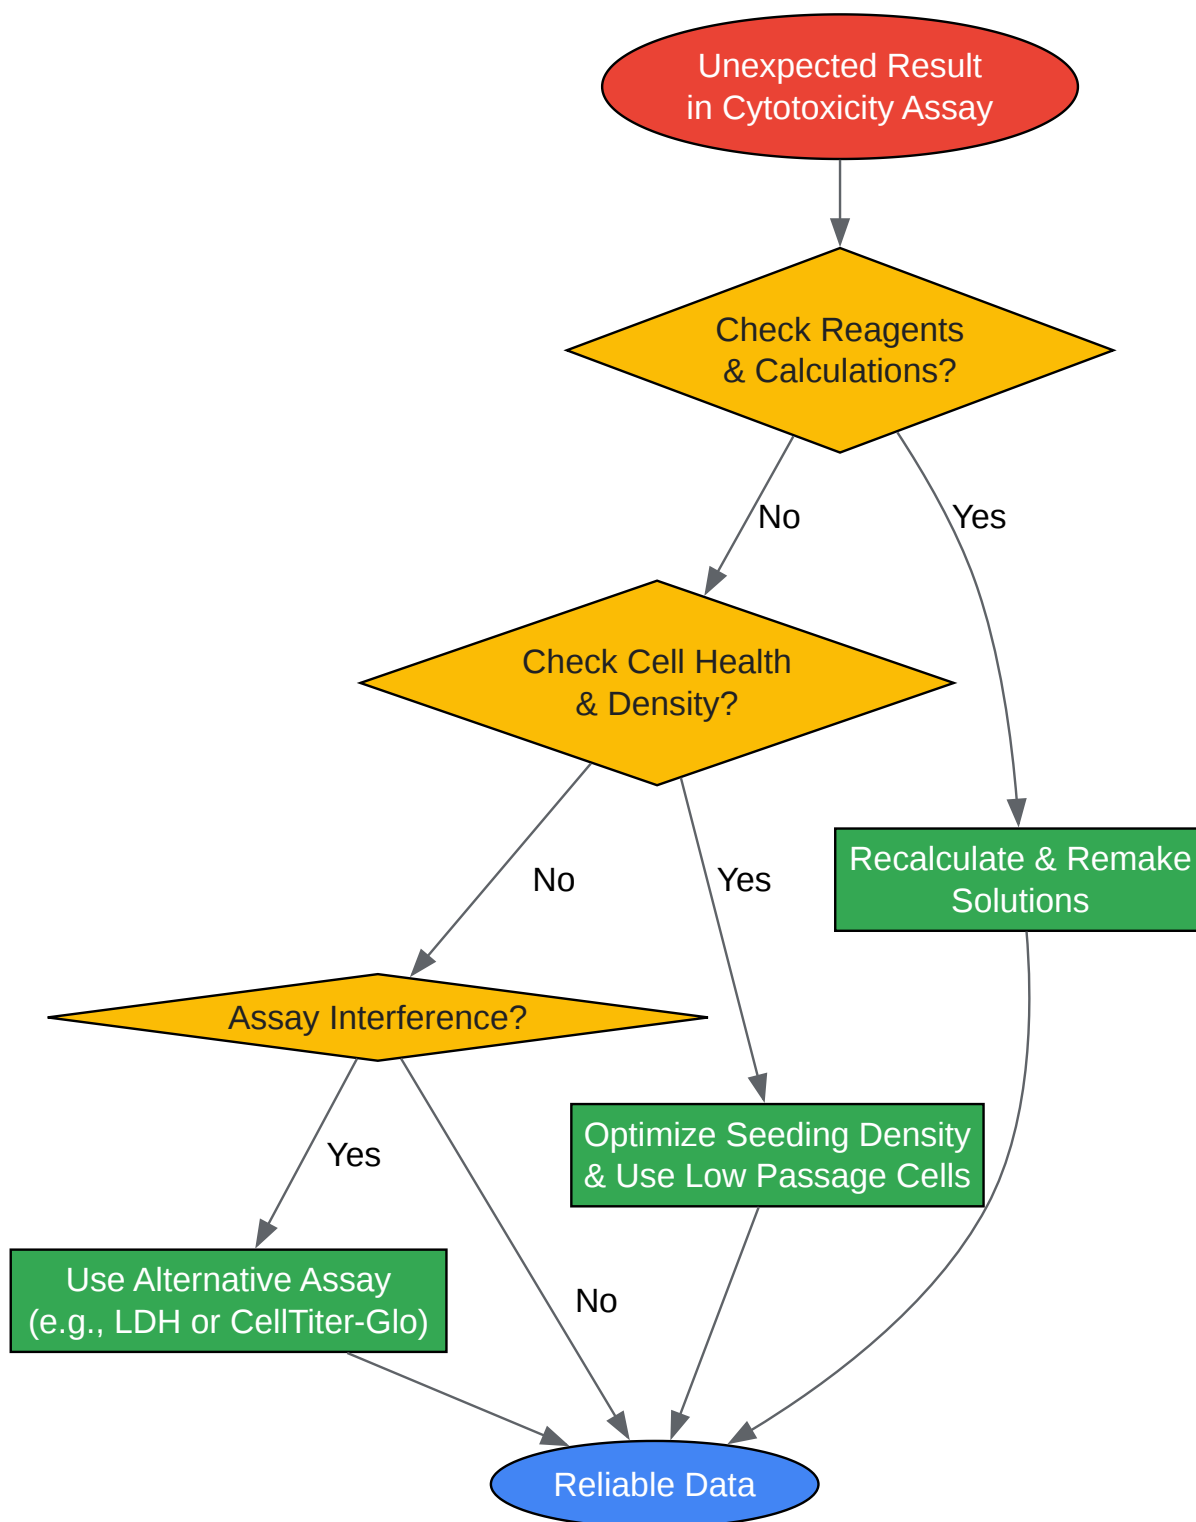 Unexpected Result
in Cytotoxicity Assay
Check Reagents
& Calculations?
No
Yes
Check Cell Health
& Density?
No
Yes
Recalculate & Remake
Solutions
Assay Interference?
Yes
No
Optimize Seeding Density
& Use Low Passage Cells
Use Alternative Assay
(e.g., LDH or CellTiter-Glo)
Reliable Data